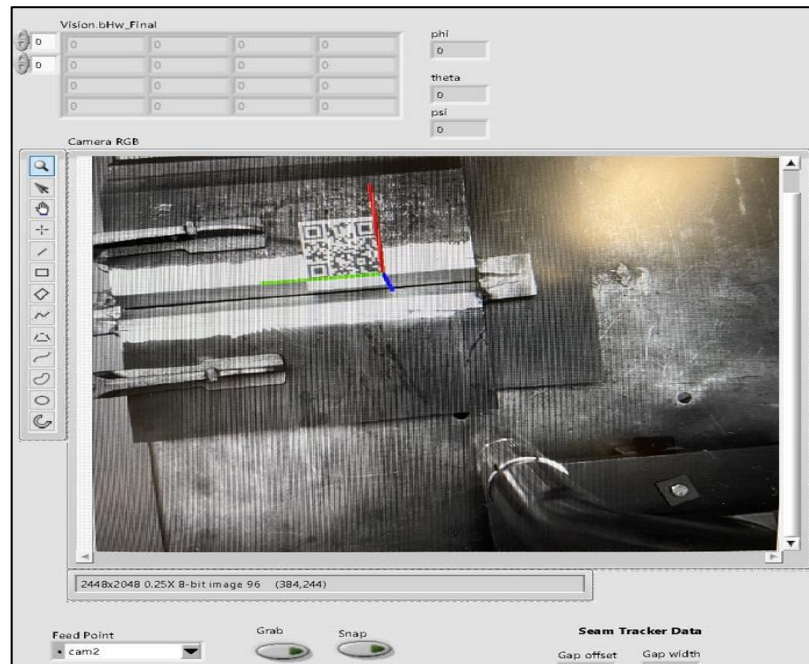 Vision.bHw_Final
0
0
0 0 0 0
0 0 0 0
0 0 0 0
0 0 0 0
phi
0
theta
0
psi
0
Camera RGB
2448x2048 0.25X 8-bit image 96 (384,244)
Feed Point
cam2
Grab
Snap
Seam Tracker Data
Gap offset Gap width